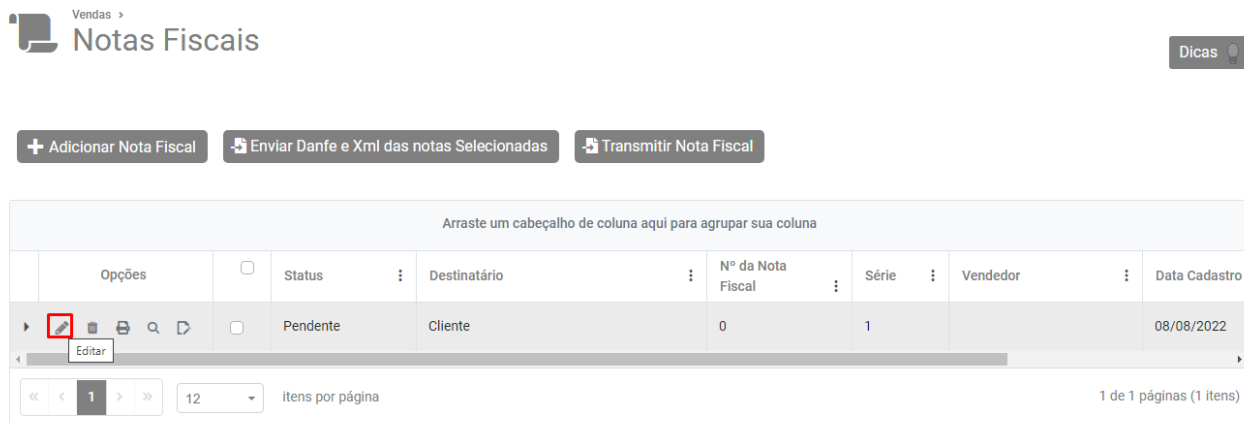 Vendas ›
Notas Fiscais
Dicas
Adicionar Nota Fiscal
Enviar Danfe e Xml das notas Selecionadas
Transmitir Nota Fiscal
Arraste um cabeçalho de coluna aqui para agrupar sua coluna
Opções
Status
Destinatário
Nº da Nota
Fiscal
Série
Vendedor
Data Cadastro
Pendente
Cliente
0
1
08/08/2022
Editar
« ‹ 1 › »
12
itens por página
1 de 1 páginas (1 itens)